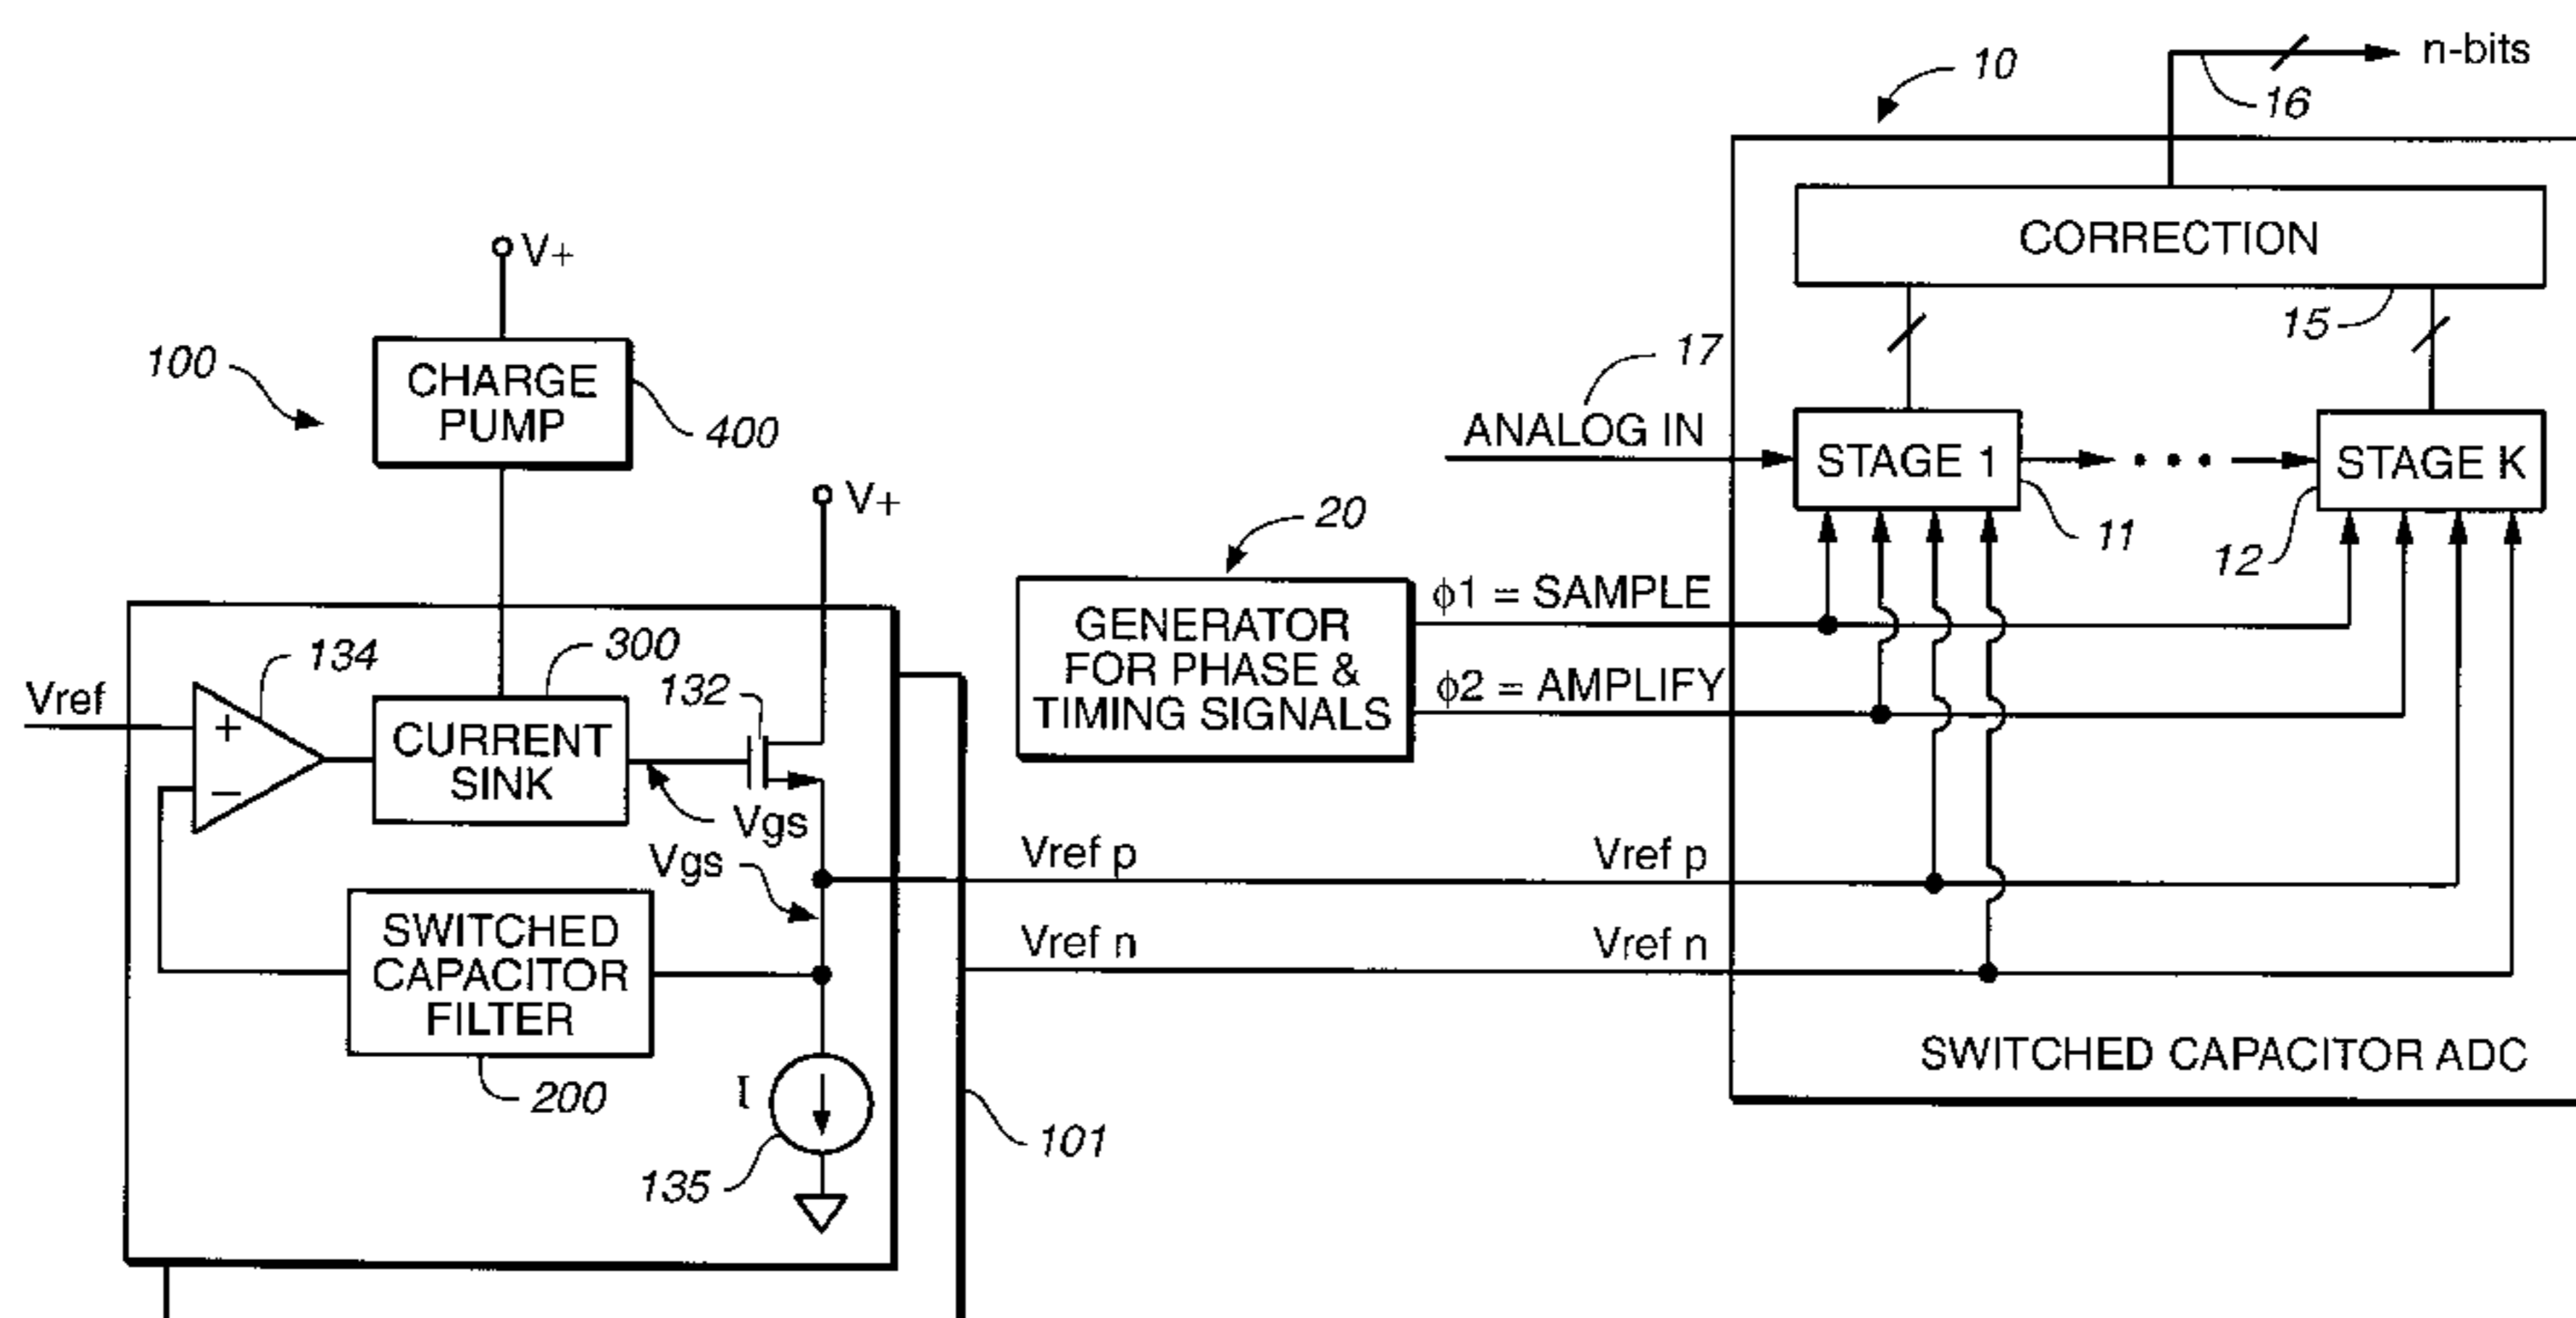 n-bits
10
16
CORRECTION
15
V+
100
CHARGE
PUMP
400
17
ANALOG IN
STAGE 1
STAGE K
11
12
V+
20
GENERATOR
FOR PHASE &
TIMING SIGNALS
ϕ1 = SAMPLE
ϕ2 = AMPLIFY
134
300
132
Vref
+
−
CURRENT
SINK
Vgs
Vgs
Vref p
Vref p
Vref n
Vref n
SWITCHED
CAPACITOR
FILTER
200
I
135
101
SWITCHED CAPACITOR ADC